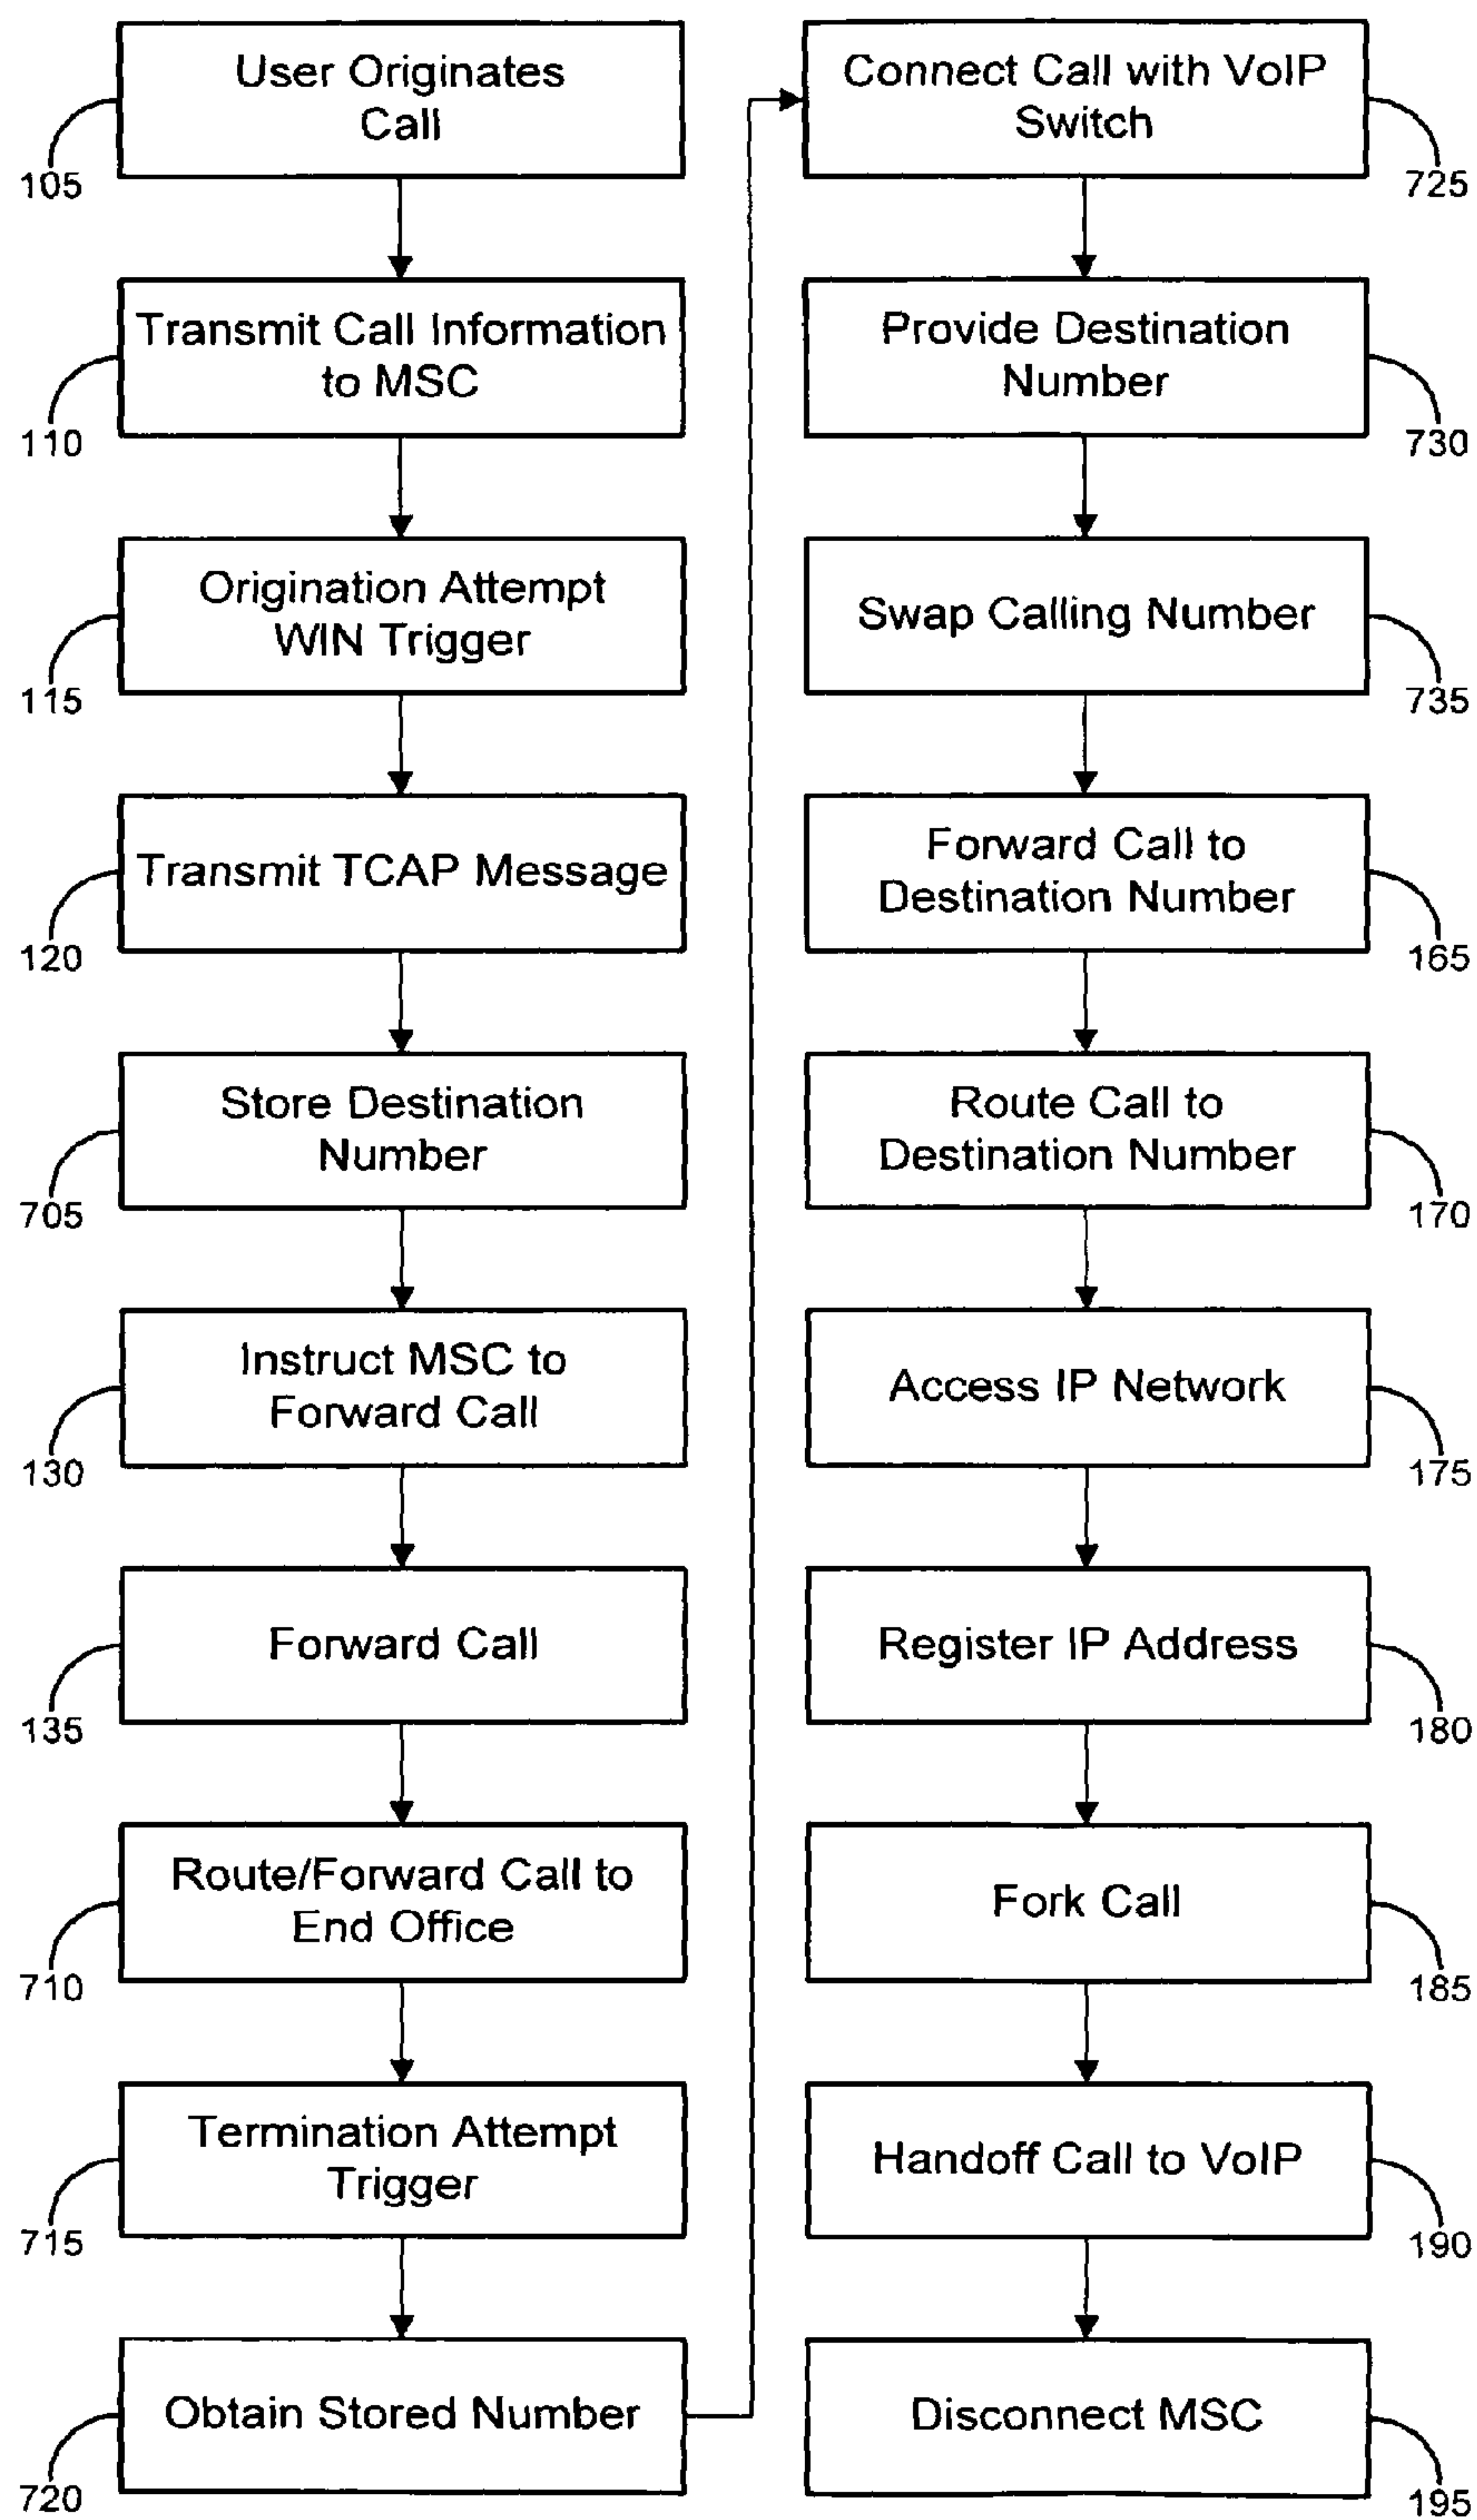 User Originates
Call
105
Transmit Call Information
to MSC
110
Origination Attempt
WIN Trigger
115
Transmit TCAP Message
120
Store Destination
Number
705
Instruct MSC to
Forward Call
130
Forward Call
135
Route/Forward Call to
End Office
710
Termination Attempt
Trigger
715
Obtain Stored Number
720
Connect Call with VoIP
Switch
725
Provide Destination
Number
730
Swap Calling Number
735
Forward Call to
Destination Number
165
Route Call to
Destination Number
170
Access IP Network
175
Register IP Address
180
Fork Call
185
Handoff Call to VoIP
190
Disconnect MSC
195